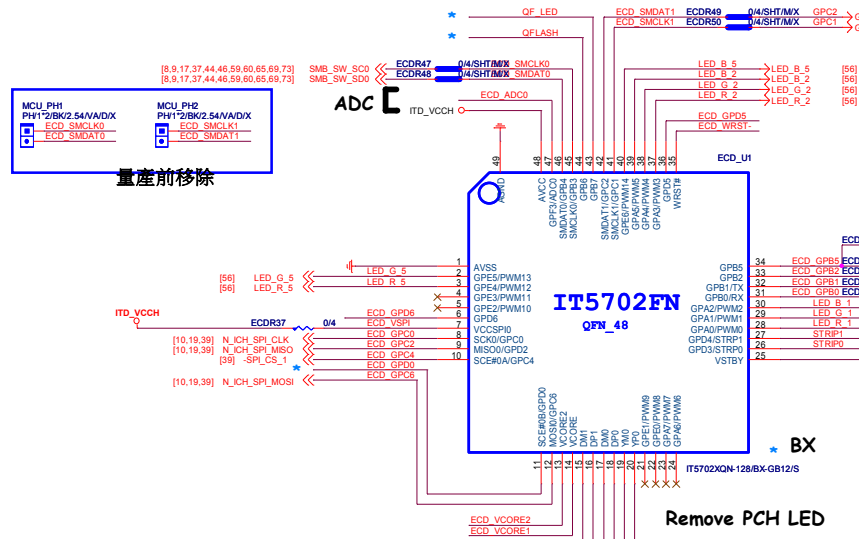 QF_LED
ECD_SMDAT1 ECDR49 0/4/SHT/M/X GPC2
ECD_SMCLK1 ECDR50 0/4/SHT/M/X GPC1
QFLASH
[8,9,17,37,44,46,59,60,65,69,73] SMB_SW_SC0 ECDR47 0/4/SHT/M/X ECD_SMCLK0
[8,9,17,37,44,46,59,60,65,69,73] SMB_SW_SD0 ECDR48 0/4/SHT/M/X ECD_SMDAT0
LED_B_5 LED_B_5 [56]
LED_B_2 LED_B_2 [56]
LED_G_2 LED_G_2 [56]
LED_R_2 LED_R_2 [56]
ADC
ECD_ADC0
ITD_VCCH
ECD_GPD5
ECD_WRST-
MCU_PH1
PH/1*2/BK/2.54/VA/D/X
ECD_SMCLK0
ECD_SMDAT0
MCU_PH2
PH/1*2/BK/2.54/VA/D/X
ECD_SMCLK1
ECD_SMDAT1
量產前移除
ECD_U1
49 AGND
48 AVCC
47 GPF3/ADC0
46 SMDAT0/GPB4
45 SMCLK0/GPB3
44 GPB6
43 GPB7
42 SMDAT1/GPC2
41 SMCLK1/GPC1
40 GPE6/PWM14
39 GPA5/PWM5
38 GPA4/PWM4
37 GPA3/PWM3
36 GPD5
35 WRST#
1 AVSS
[56] LED_G_5 LED_G_5 2 GPE5/PWM13
[56] LED_R_5 LED_R_5 3 GPE4/PWM12
4 GPE3/PWM11
5 GPE2/PWM10
ECD_GPD6 6 GPD6
ITD_VCCH ECDR37 0/4 ECD_VSPI 7 VCCSPI0
[10,19,39] N_ICH_SPI_CLK ECD_GPC0 8 SCK0/GPC0
[10,19,39] N_ICH_SPI_MISO ECD_GPC2 9 MISO0/GPD2
[39] -SPI_CS_1 ECD_GPC4 10 SCE#0A/GPC4
ECD_GPD0
[10,19,39] N_ICH_SPI_MOSI ECD_GPC6
IT5702FN
QFN_48
GPB5 34 ECD_GPB5 ECD
GPB2 33 ECD_GPB2 ECD
GPB1/TX 32 ECD_GPB1 ECD
GPB0/RX 31 ECD_GPB0 ECD
GPA2/PWM2 30 LED_B_1
GPA1/PWM1 29 LED_G_1
GPA0/PWM0 28 LED_R_1
GPD4/STRP1 27 STRIP1
GPD3/STRP0 26 STRIP0
VSTBY 25
11 SCE#0B/GPD0
12 MOSI0/GPC6
13 VCORE2
14 VCORE
15 DM1
16 DP1
17 DM0
18 DP0
19 YM0
20 YP0
21 GPE1/PWM9
22 GPE0/PWM8
23 GPA7/PWM7
24 GPA6/PWM6
BX
IT5702XQN-128/BX-GB12/S
ECD_VCORE2
ECD_VCORE1
Remove PCH LED